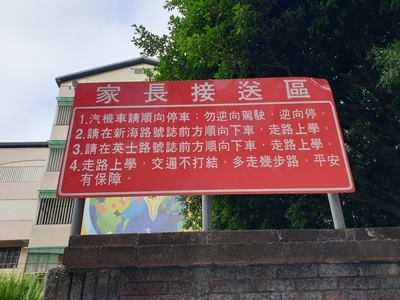 家長接送區
1.汽機車請順向停車，勿逆向駕駛，逆向停。
2.請在新海路號誌前方順向下車，走路上學。
3.請在英士路號誌前方順向下車，走路上學。
4.走路上學，交通不打結，多走幾步路，平安
有保障。